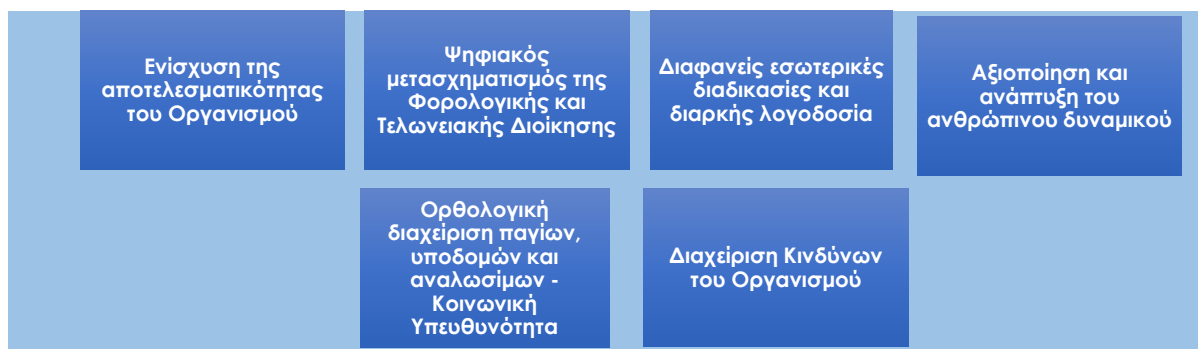 Ενίσχυση της
αποτελεσματικότητας
του Οργανισμού
Ψηφιακός
μετασχηματισμός της
Φορολογικής και
Τελωνειακής Διοίκησης
Διαφανείς εσωτερικές
διαδικασίες και
διαρκής λογοδοσία
Αξιοποίηση και
ανάπτυξη του
ανθρώπινου δυναμικού
Ορθολογική
διαχείριση παγίων,
υποδομών και
αναλωσίμων -
Κοινωνική
Υπευθυνότητα
Διαχείριση Κινδύνων
του Οργανισμού